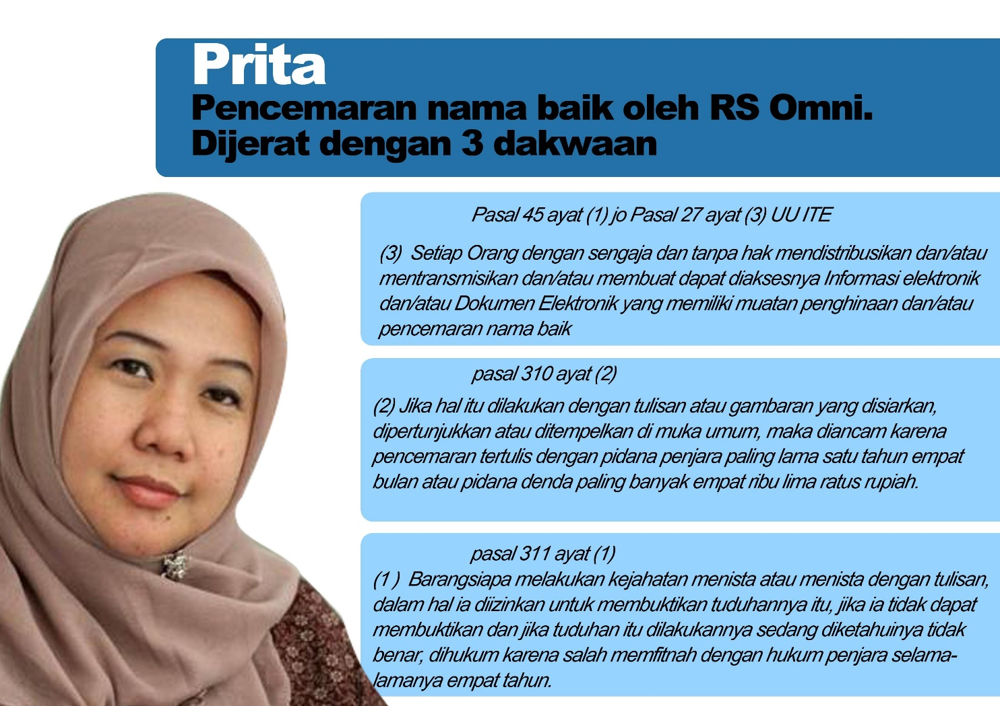 Prita
Pencemaran nama baik oleh RS Omni.
Dijerat dengan 3 dakwaan
Pasal 45 ayat (1) jo Pasal 27 ayat (3) UU ITE
(3) Setiap Orang dengan sengaja dan tanpa hak mendistribusikan dan/atau
mentransmisikan dan/atau membuat dapat diaksesnya Informasi elektronik
dan/atau Dokumen Elektronik yang memiliki muatan penghinaan dan/atau
pencemaran nama baik
pasal 310 ayat (2)
(2) Jika hal itu dilakukan dengan tulisan atau gambaran yang disiarkan,
dipertunjukkan atau ditempelkan di muka umum, maka diancam karena
pencemaran tertulis dengan pidana penjara paling lama satu tahun empat
bulan atau pidana denda paling banyak empat ribu lima ratus rupiah.
pasal 311 ayat (1)
(1 ) Barangsiapa melakukan kejahatan menista atau menista dengan tulisan,
dalam hal ia diizinkan untuk membuktikan tuduhannya itu, jika ia tidak dapat
membuktikan dan jika tuduhan itu dilakukannya sedang diketahuinya tidak
benar, dihukum karena salah memfitnah dengan hukum penjara selama-
lamanya empat tahun.